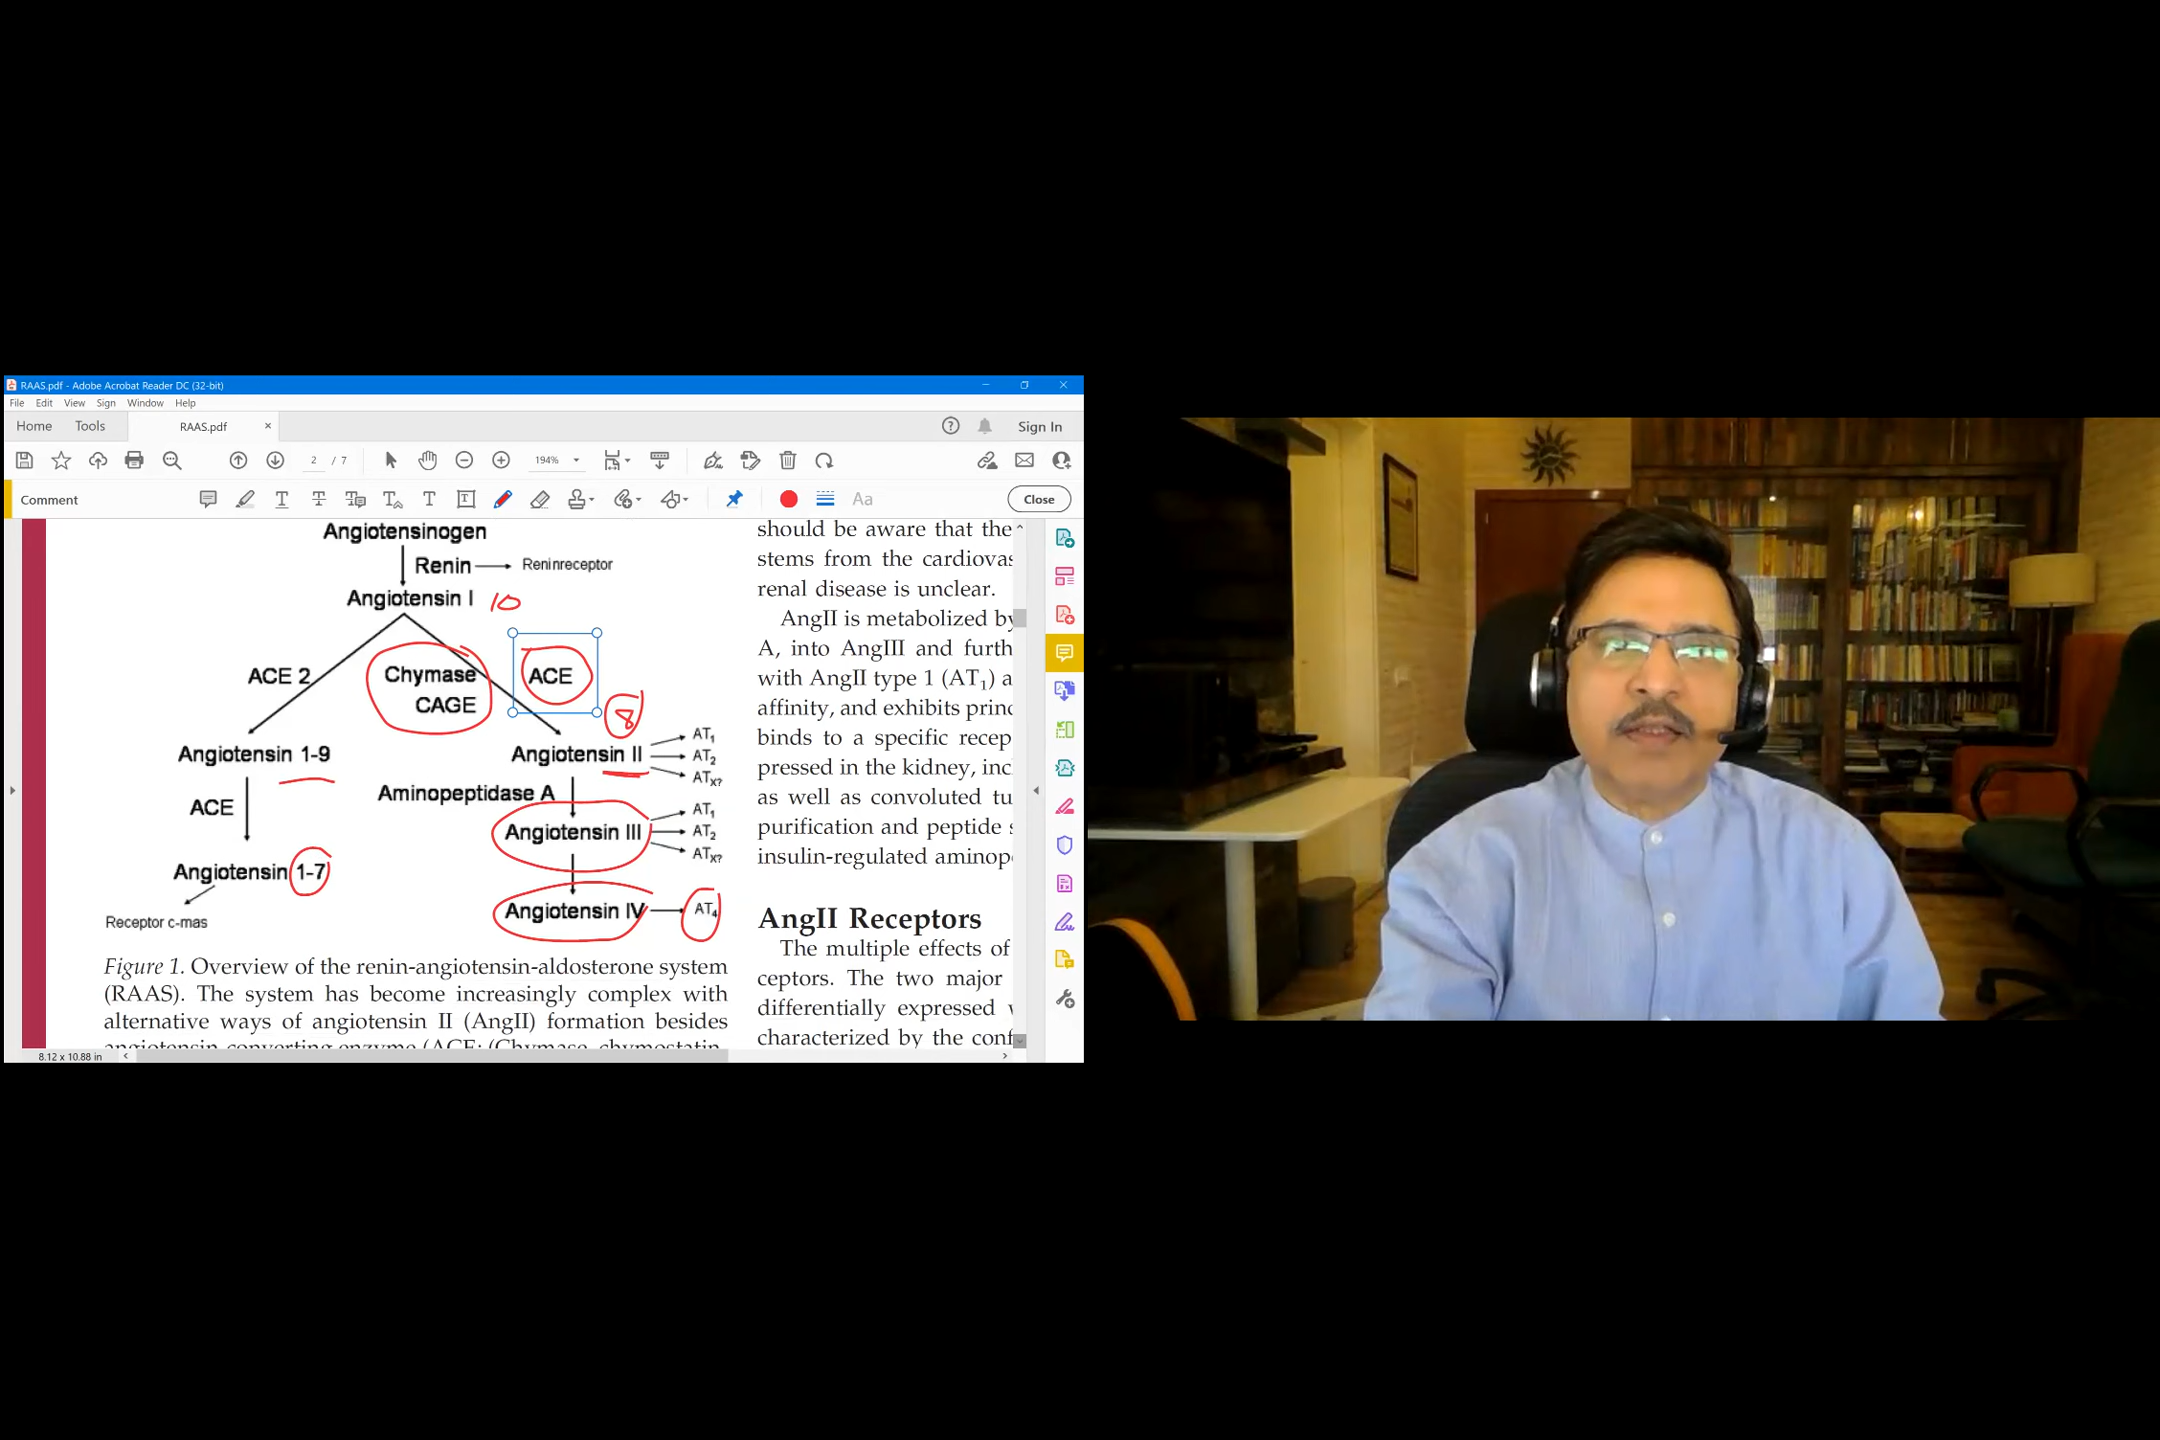 RAAS.pdf - Adobe Acrobat Reader DC (32-bit)
File Edit View Sign Window Help
Home Tools RAAS.pdf × Sign In
2 / 7 194%
Comment Aa Close
Angiotensinogen
Renin Reninreceptor
Angiotensin I 10
ACE 2 Chymase ACE
CAGE
8
Angiotensin 1-9 Angiotensin II AT1
AT2
ATX?
ACE Aminopeptidase A
Angiotensin III AT1
AT2
ATX?
Angiotensin 1-7
Receptor c-mas
Angiotensin IV AT4
Figure 1. Overview of the renin-angiotensin-aldosterone system
(RAAS). The system has become increasingly complex with
alternative ways of angiotensin II (AngII) formation besides
angiotensin converting enzyme (ACE; (Chymase, chymostatin-
should be aware that the
stems from the cardiovas
renal disease is unclear.
AngII is metabolized by
A, into AngIII and furth
with AngII type 1 (AT1) a
affinity, and exhibits princ
binds to a specific recep
pressed in the kidney, incl
as well as convoluted tu
purification and peptide s
insulin-regulated aminop
AngII Receptors
The multiple effects of
ceptors. The two major
differentially expressed w
characterized by the conf
8.12 x 10.88 in